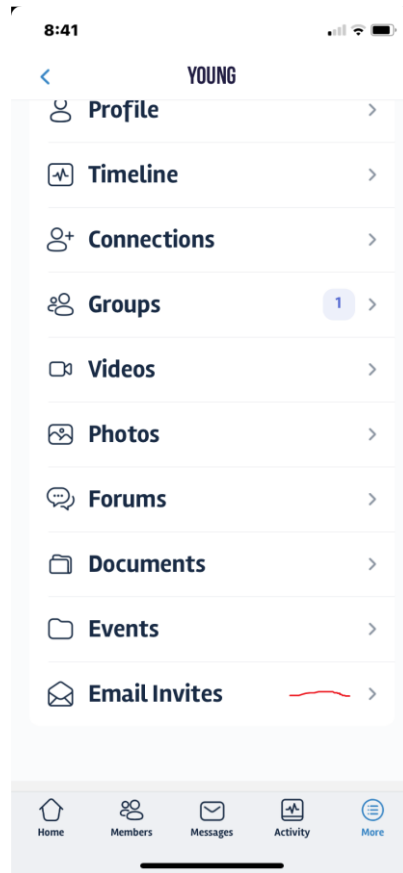 8:41
YOUNG
Profile
Timeline
Connections
Groups 1
Videos
Photos
Forums
Documents
Events
Email Invites
Home Members Messages Activity More